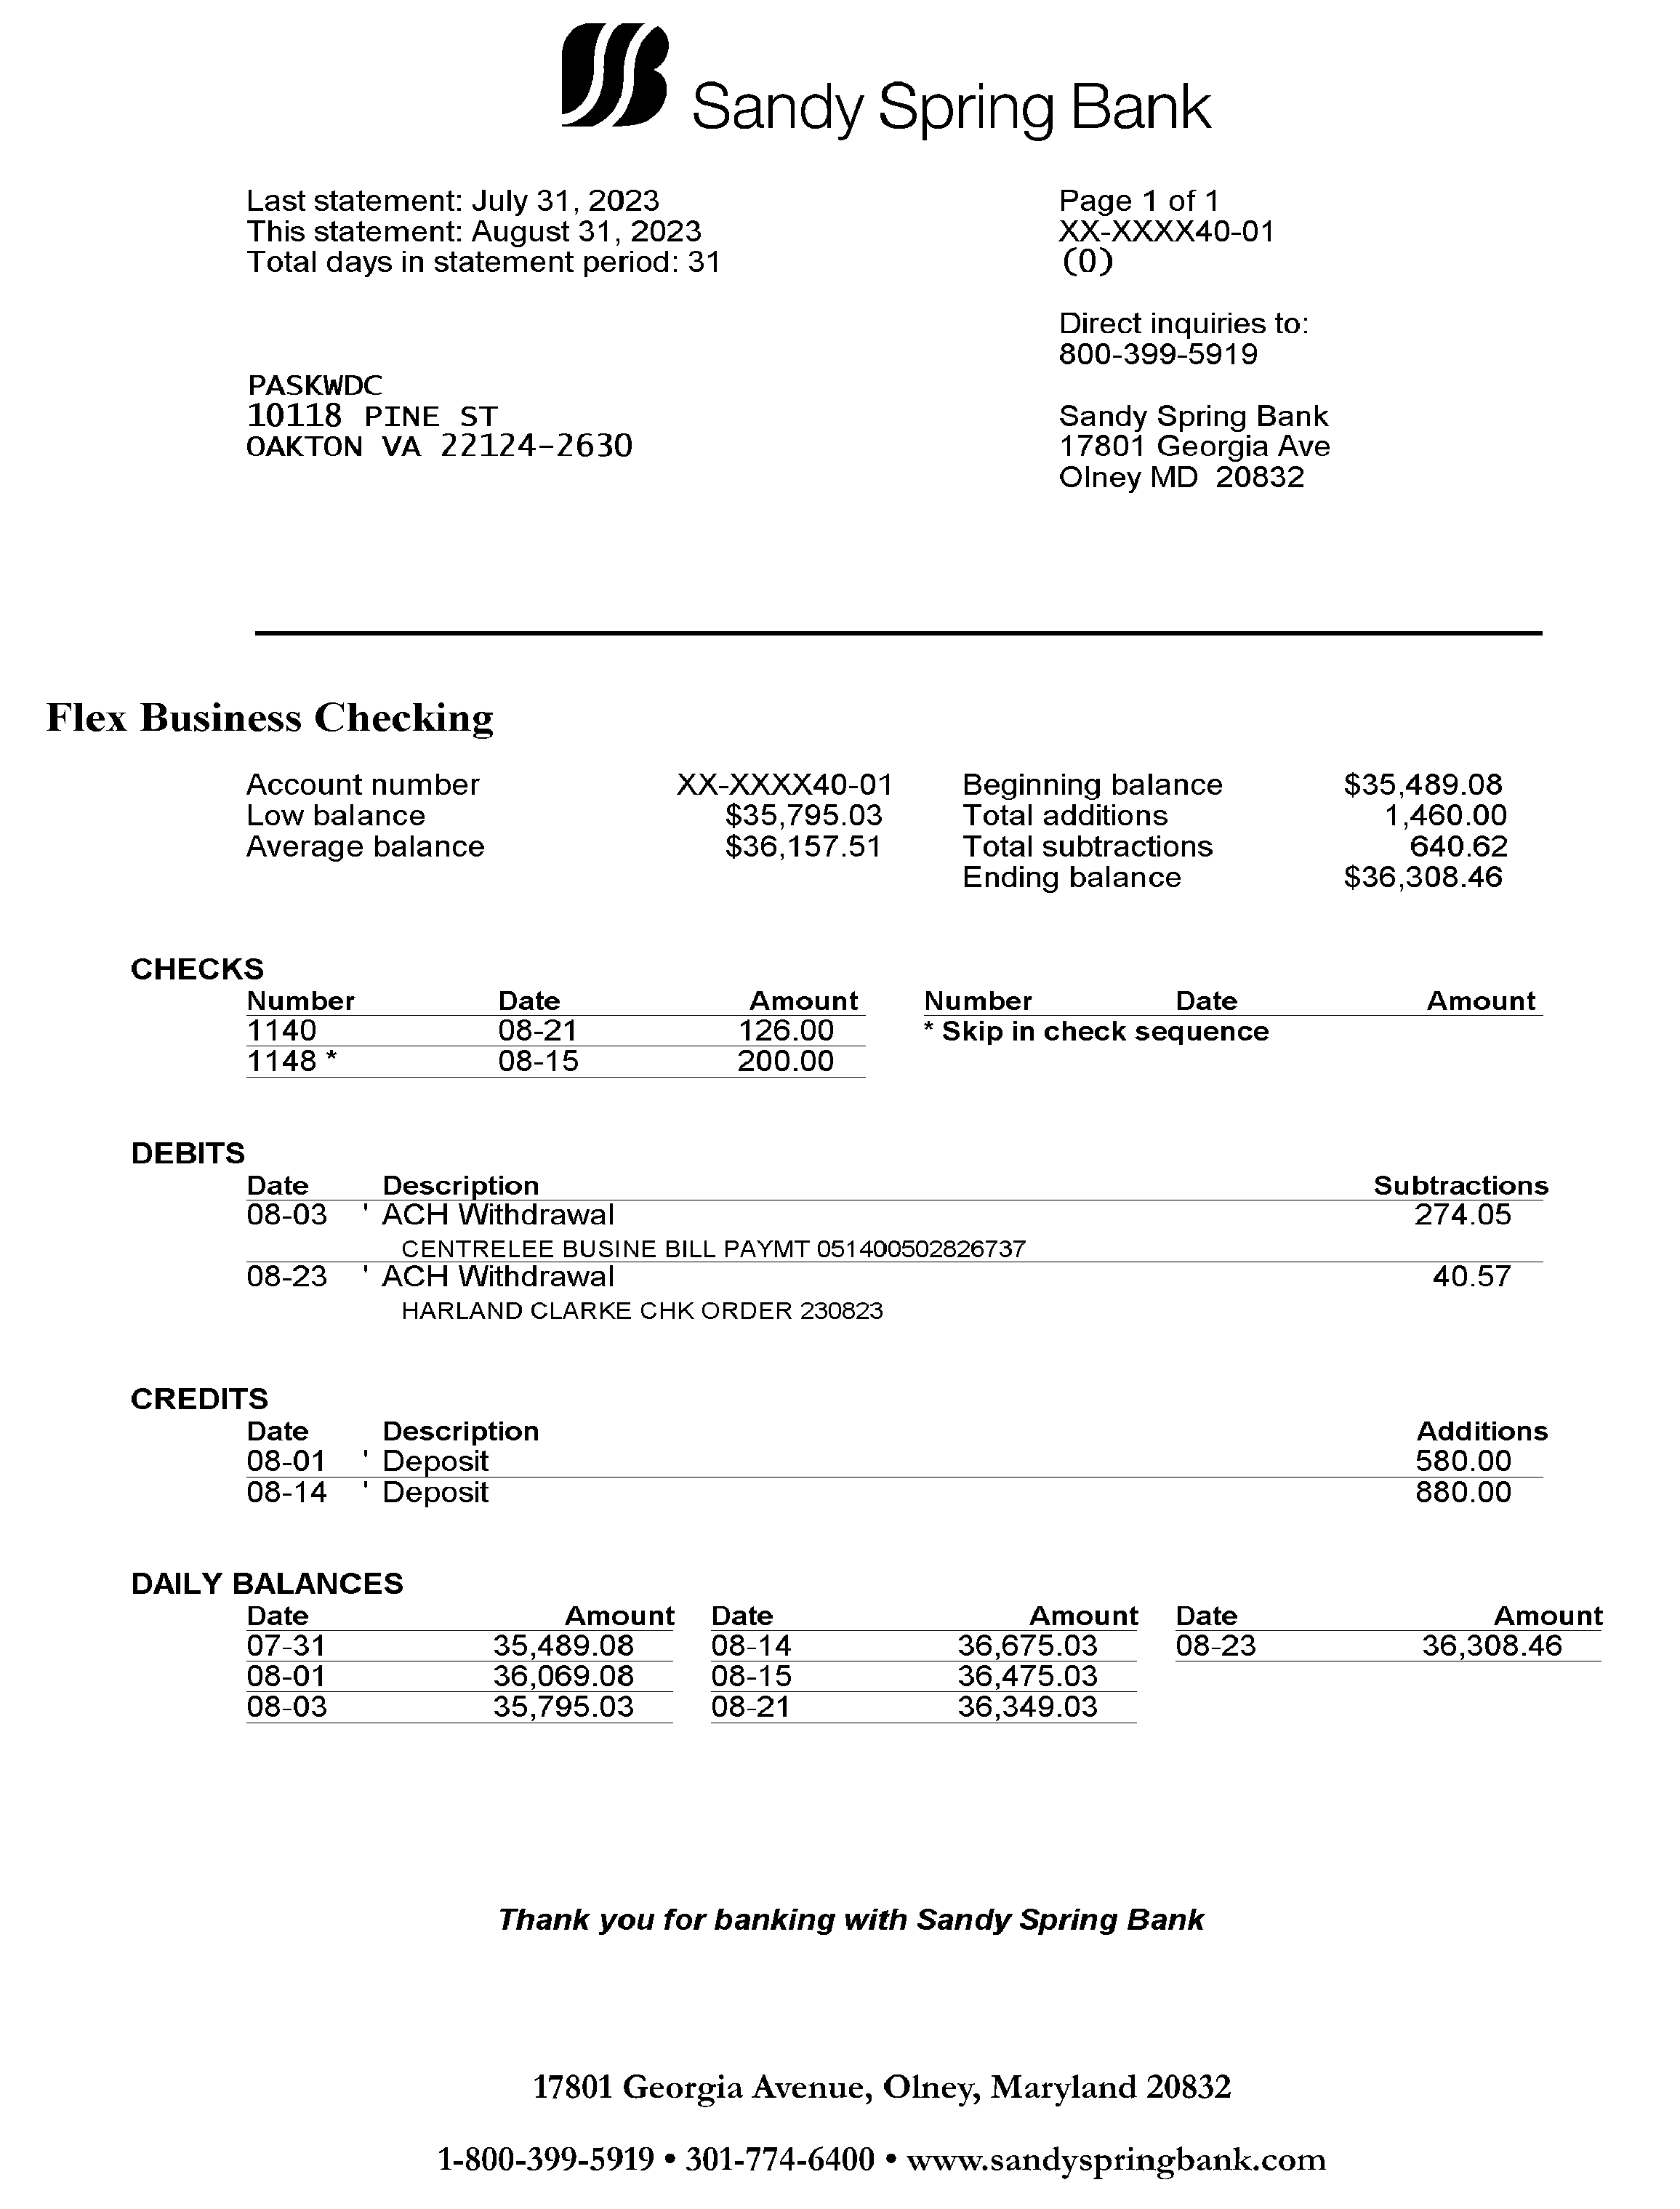 Sandy Spring Bank
Last statement: July 31, 2023
This statement: August 31, 2023
Total days in statement period: 31
Page 1 of 1
XX-XXXX40-01
(0)
Direct inquiries to:
800-399-5919
PASKWDC
10118 PINE ST
OAKTON VA 22124-2630
Sandy Spring Bank
17801 Georgia Ave
Olney MD 20832
Flex Business Checking
Account number XX-XXXX40-01 Beginning balance $35,489.08
Low balance $35,795.03 Total additions 1,460.00
Average balance $36,157.51 Total subtractions 640.62
Ending balance $36,308.46
CHECKS
Number Date Amount Number Date Amount
1140 08-21 126.00 * Skip in check sequence
1148 * 08-15 200.00
DEBITS
Date Description Subtractions
08-03 ' ACH Withdrawal 274.05
CENTRELEE BUSINE BILL PAYMT 051400502826737
08-23 ' ACH Withdrawal 40.57
HARLAND CLARKE CHK ORDER 230823
CREDITS
Date Description Additions
08-01 ' Deposit 580.00
08-14 ' Deposit 880.00
DAILY BALANCES
Date Amount Date Amount Date Amount
07-31 35,489.08 08-14 36,675.03 08-23 36,308.46
08-01 36,069.08 08-15 36,475.03
08-03 35,795.03 08-21 36,349.03
Thank you for banking with Sandy Spring Bank
17801 Georgia Avenue, Olney, Maryland 20832
1-800-399-5919 • 301-774-6400 • www.sandyspringbank.com